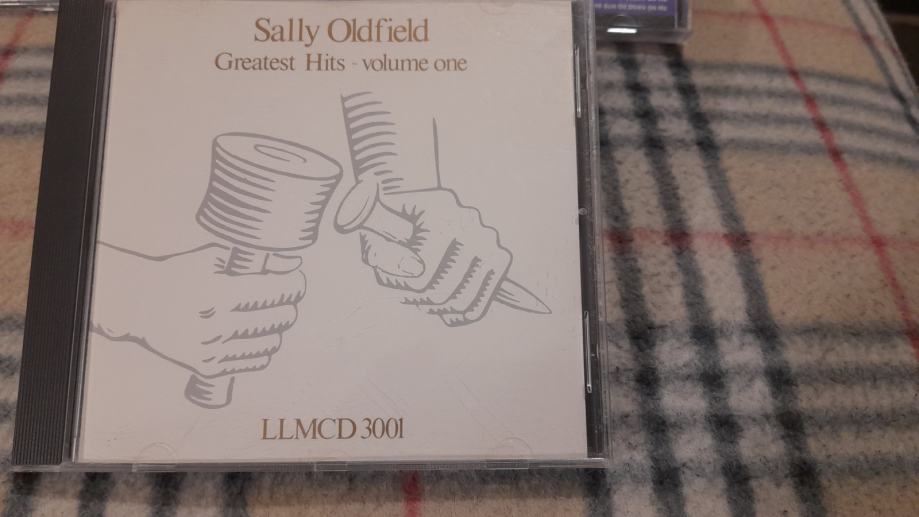 Sally Oldfield
Greatest Hits - volume one
LLMCD 3001